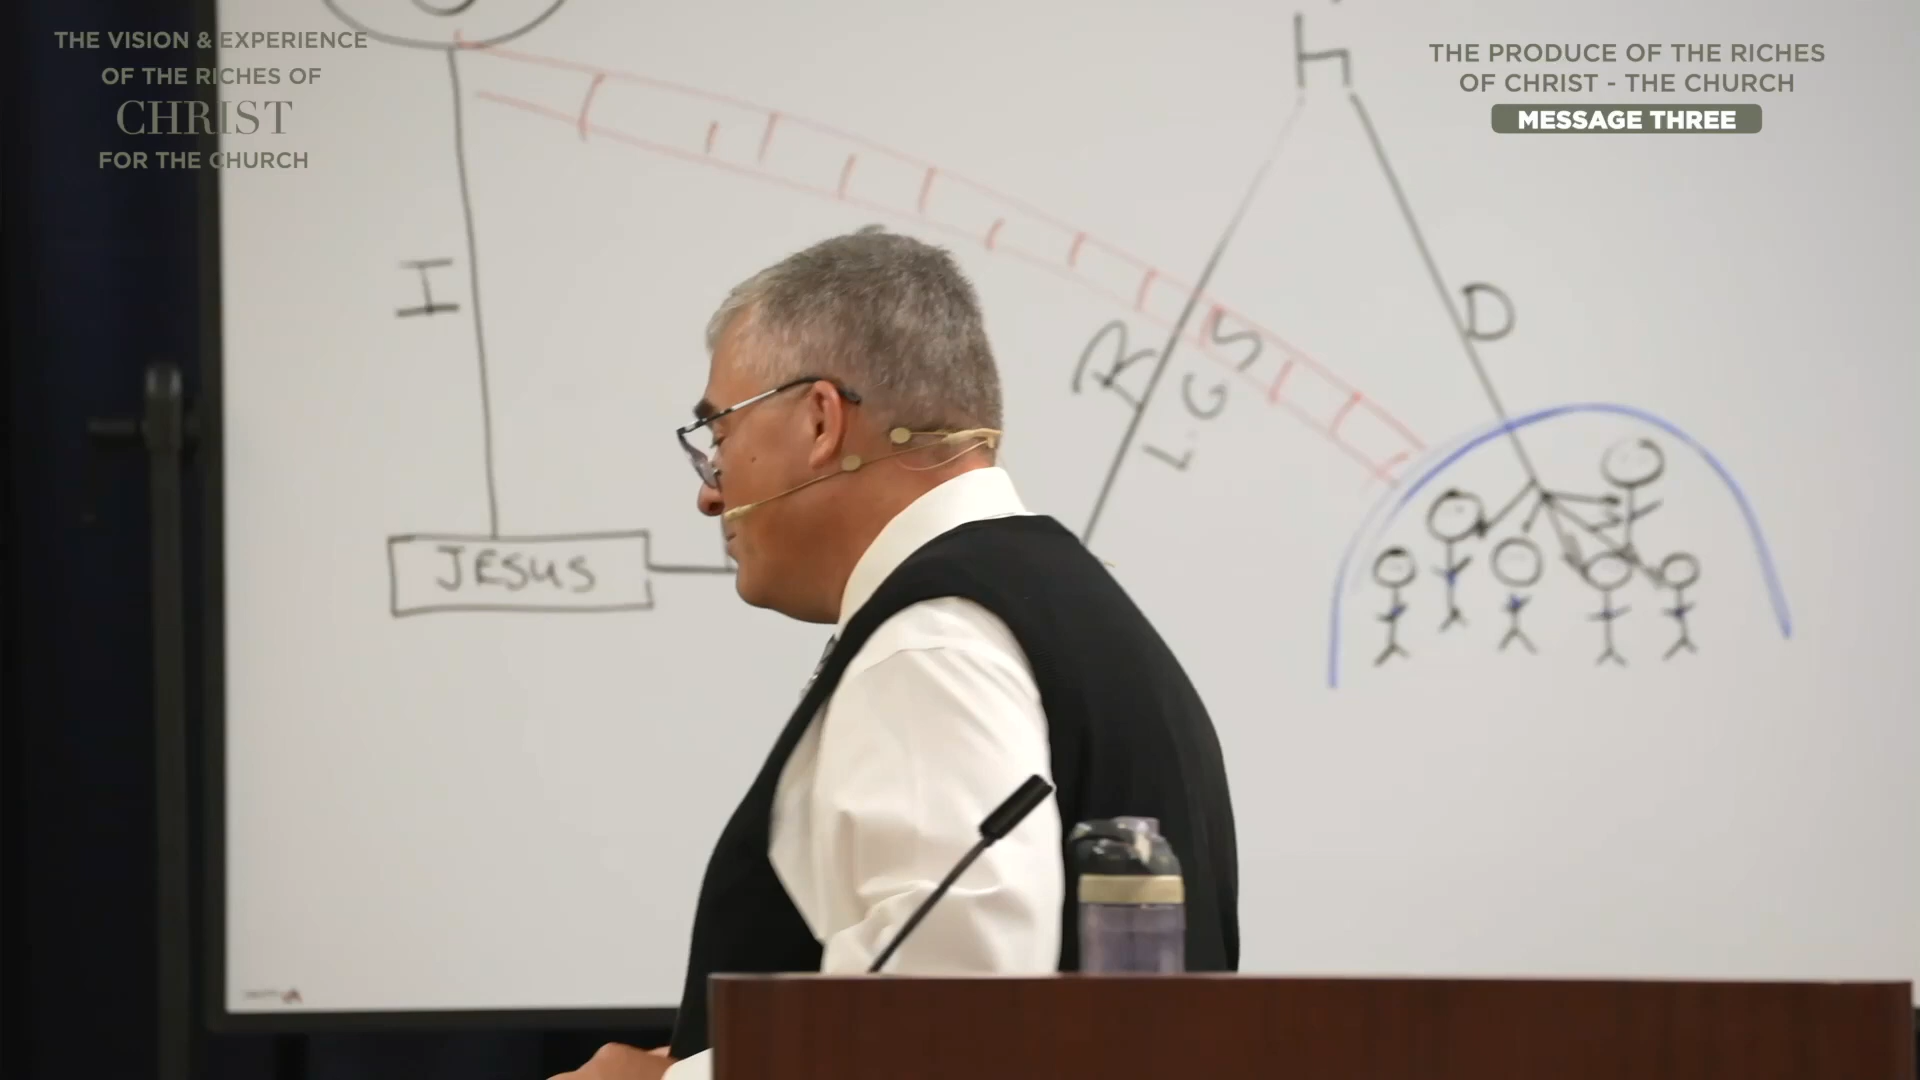 THE VISION & EXPERIENCE
OF THE RICHES OF
CHRIST
FOR THE CHURCH
THE PRODUCE OF THE RICHES
OF CHRIST - THE CHURCH
MESSAGE THREE
I
R
L.G
S
D
JESUS